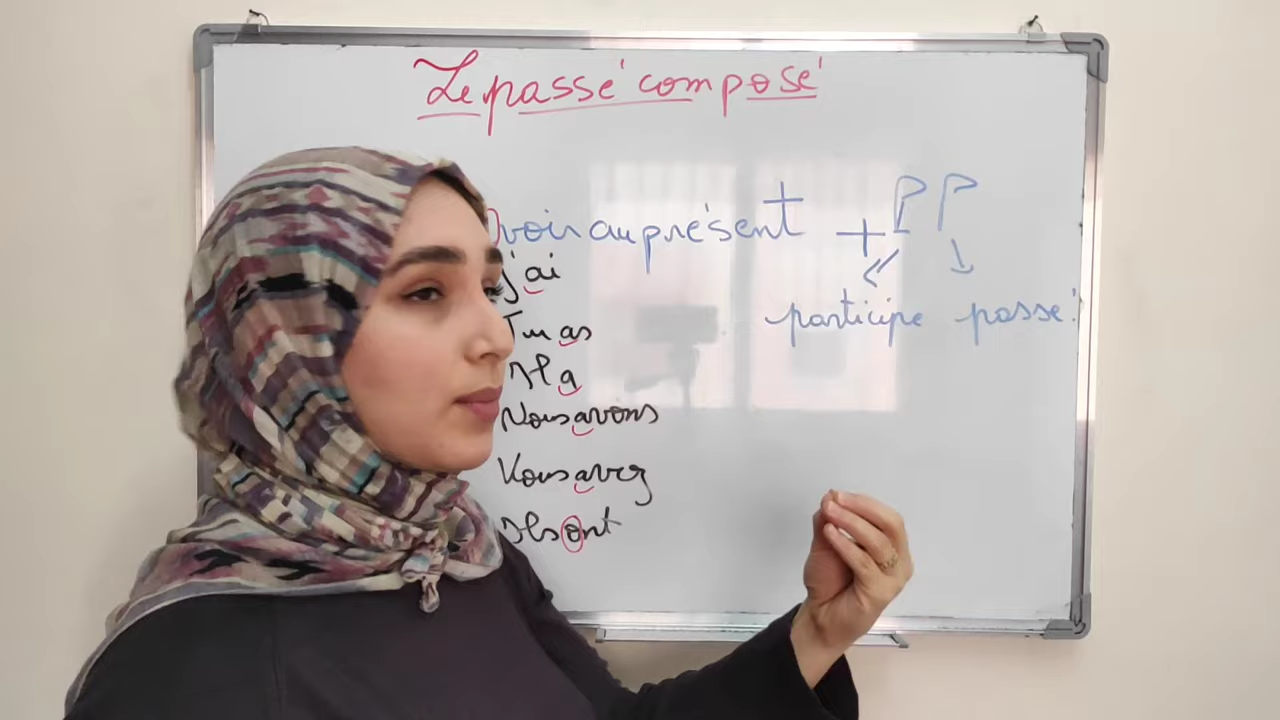 Le passé composé
voir au présent + + PP
j'ai
Tu as
Il a
participe passé
Nous avons
Vous avez
Ils ont